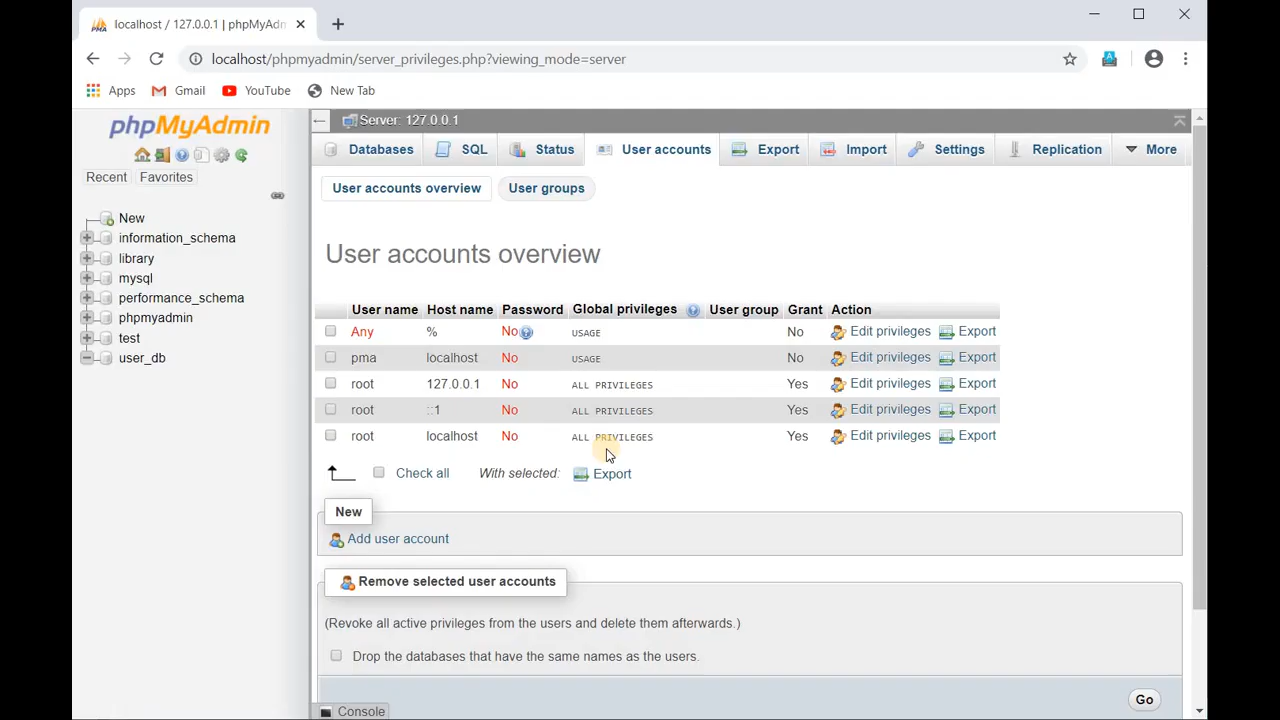 localhost / 127.0.0.1 | phpMyAdn
localhost/phpmyadmin/server_privileges.php?viewing_mode=server
Apps Gmail YouTube New Tab
phpMyAdmin
Recent Favorites
New
information_schema
library
mysql
performance_schema
phpmyadmin
test
user_db
Server: 127.0.0.1
Databases SQL Status User accounts Export Import Settings Replication More
User accounts overview User groups
User accounts overview
User name Host name Password Global privileges User group Grant Action
Any % No USAGE No Edit privileges Export
pma localhost No USAGE No Edit privileges Export
root 127.0.0.1 No ALL PRIVILEGES Yes Edit privileges Export
root ::1 No ALL PRIVILEGES Yes Edit privileges Export
root localhost No ALL PRIVILEGES Yes Edit privileges Export
Check all With selected: Export
New
Add user account
Remove selected user accounts
(Revoke all active privileges from the users and delete them afterwards.)
Drop the databases that have the same names as the users.
Go
Console